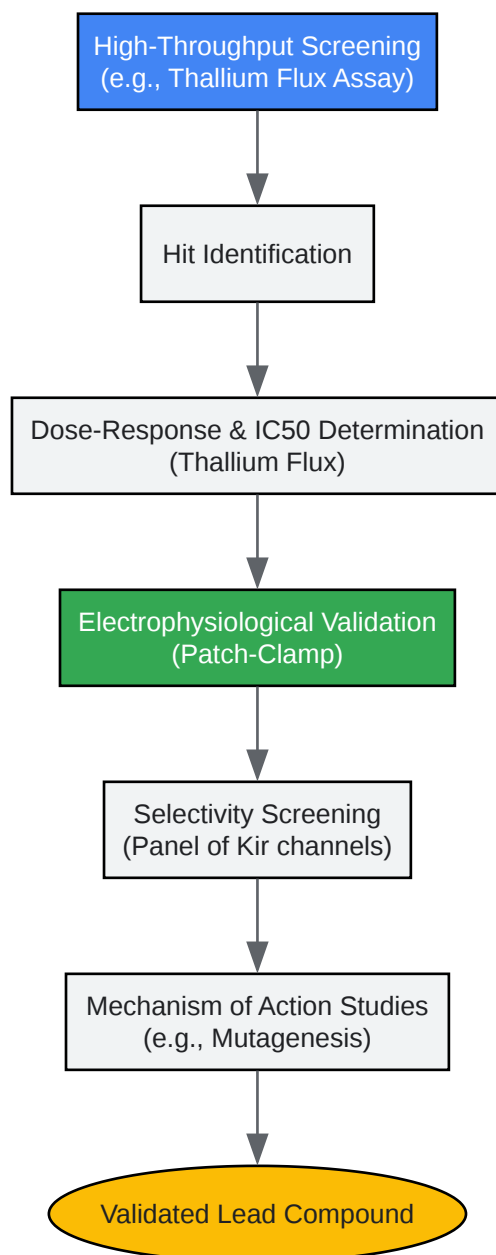 High-Throughput Screening
(e.g., Thallium Flux Assay)
Hit Identification
Dose-Response & IC50 Determination
(Thallium Flux)
Electrophysiological Validation
(Patch-Clamp)
Selectivity Screening
(Panel of Kir channels)
Mechanism of Action Studies
(e.g., Mutagenesis)
Validated Lead Compound